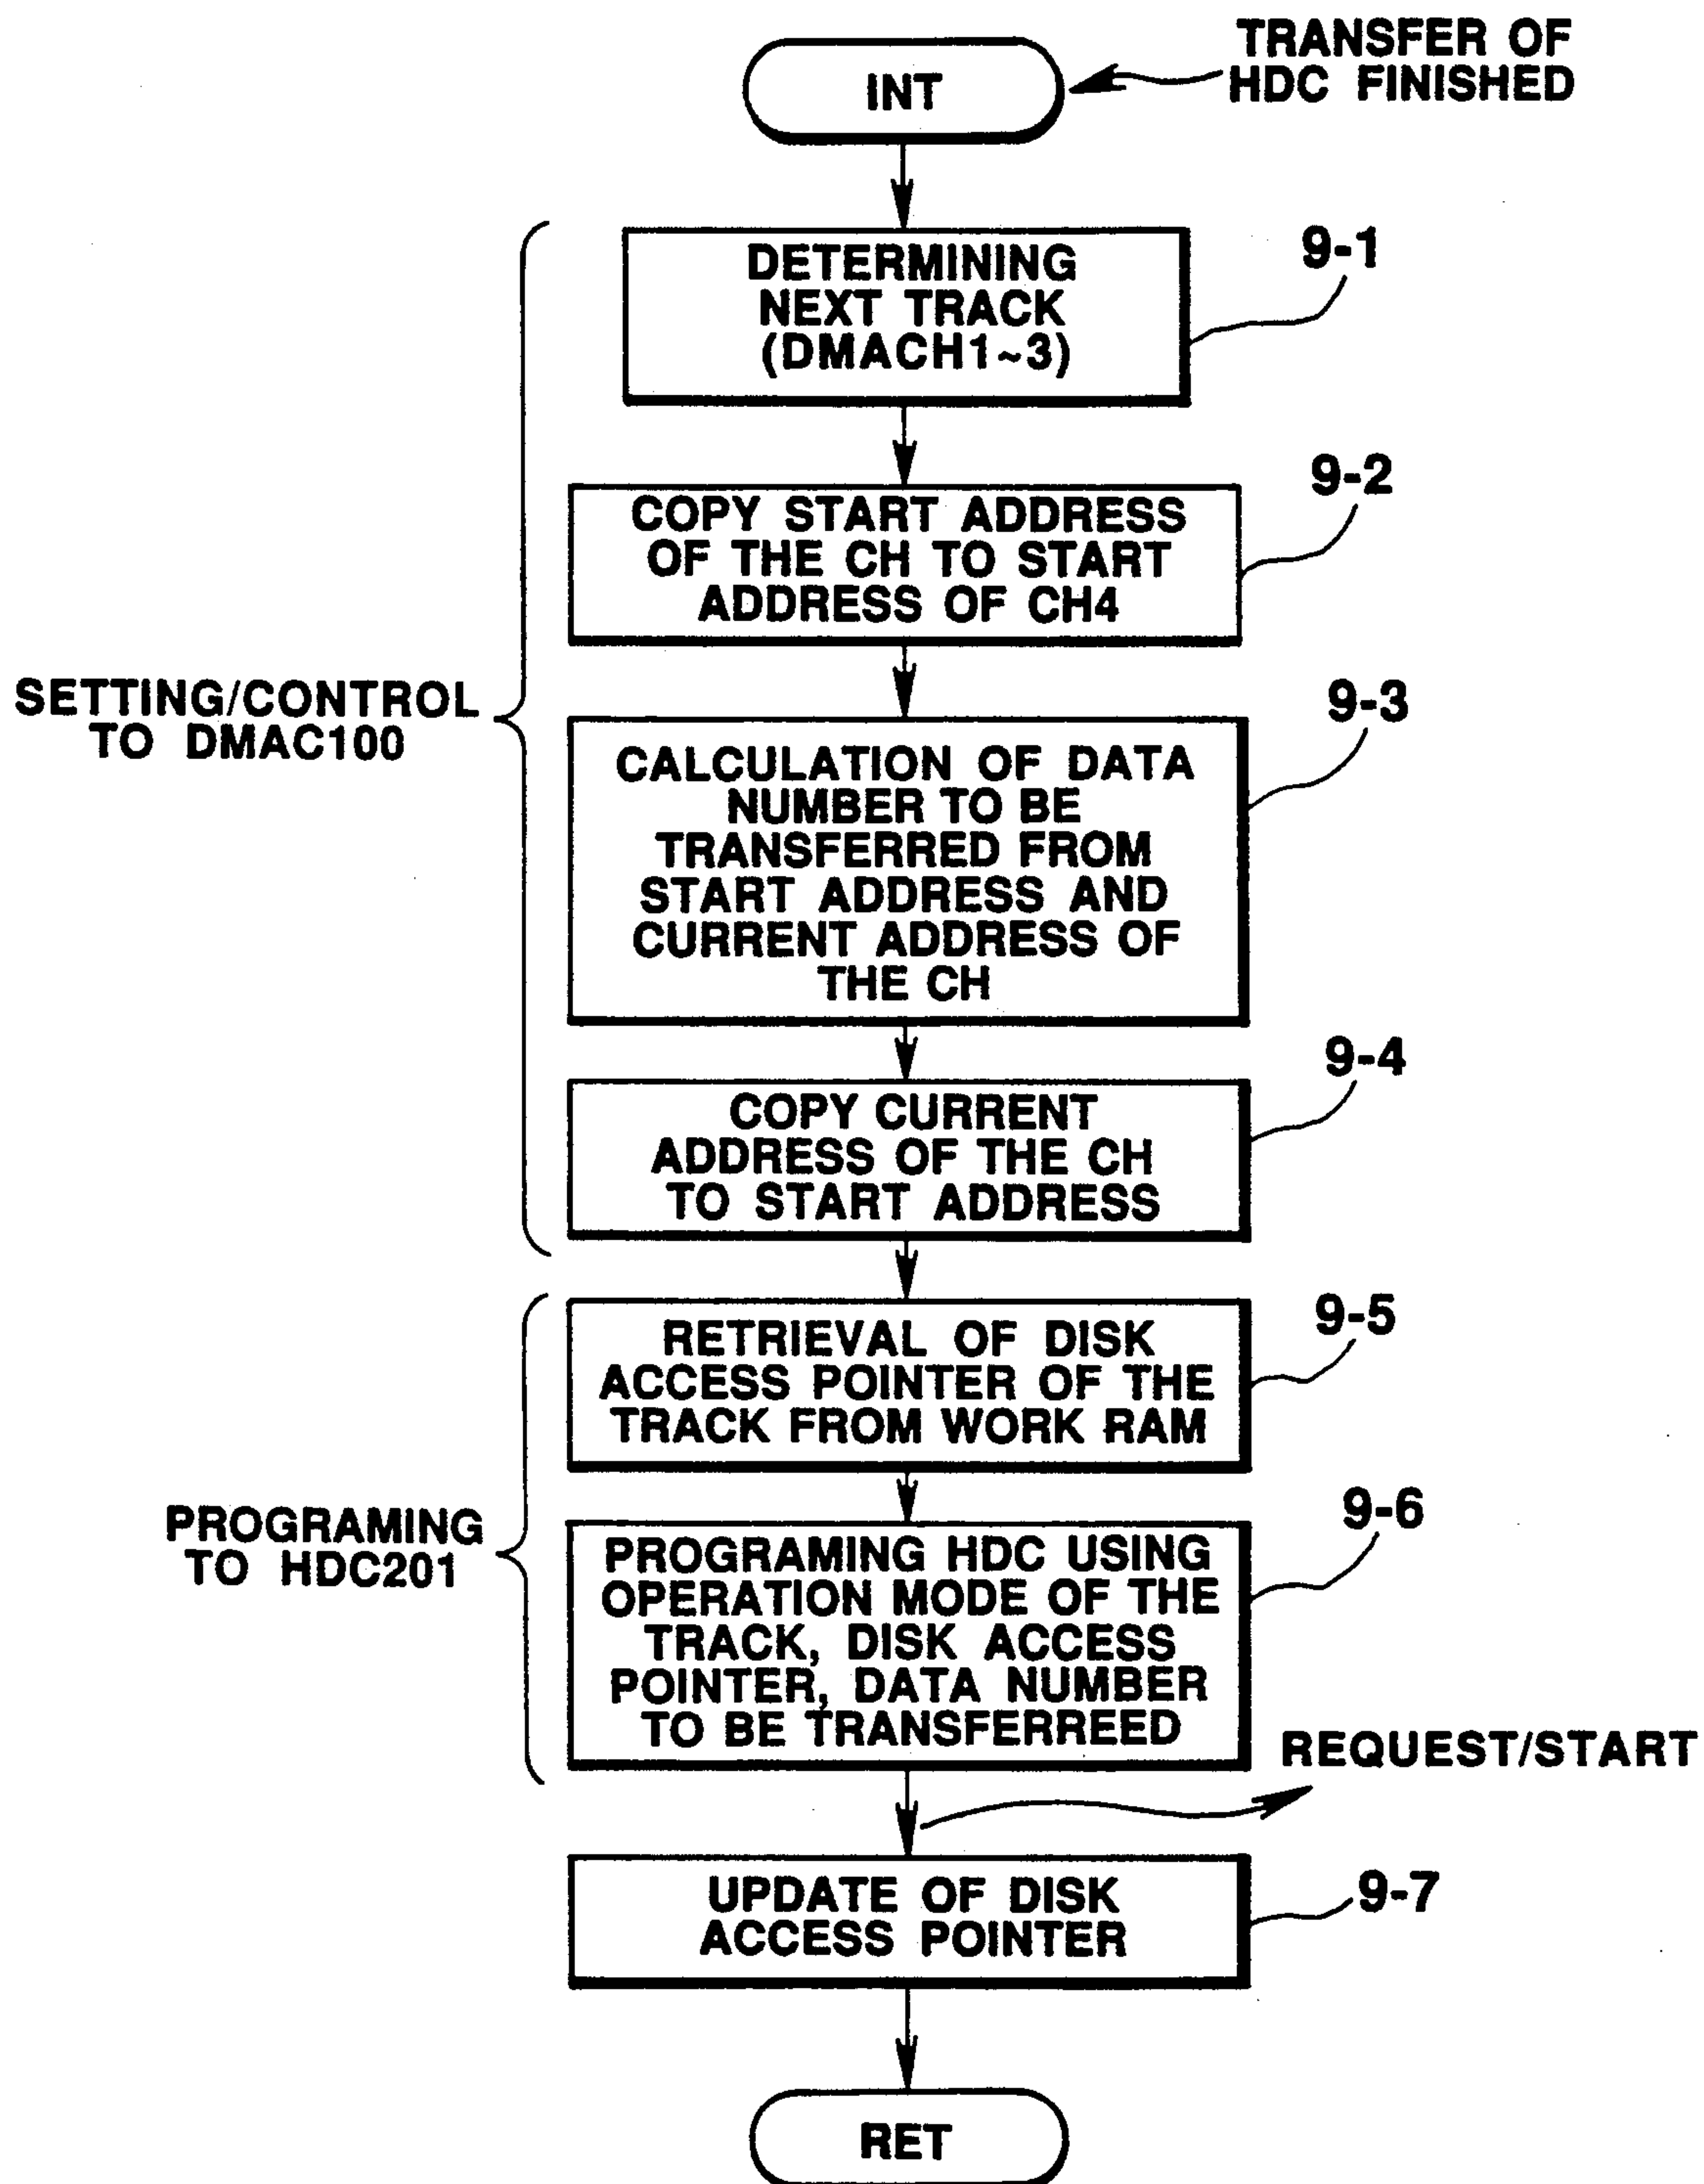 TRANSFER OF
HDC FINISHED
INT
DETERMINING
NEXT TRACK
(DMACH1~3)
9-1
COPY START ADDRESS
OF THE CH TO START
ADDRESS OF CH4
9-2
SETTING/CONTROL
TO DMAC100
CALCULATION OF DATA
NUMBER TO BE
TRANSFERRED FROM
START ADDRESS AND
CURRENT ADDRESS OF
THE CH
9-3
COPY CURRENT
ADDRESS OF THE CH
TO START ADDRESS
9-4
RETRIEVAL OF DISK
ACCESS POINTER OF THE
TRACK FROM WORK RAM
9-5
PROGRAMING
TO HDC201
PROGRAMING HDC USING
OPERATION MODE OF THE
TRACK, DISK ACCESS
POINTER, DATA NUMBER
TO BE TRANSFERREED
9-6
REQUEST/START
UPDATE OF DISK
ACCESS POINTER
9-7
RET